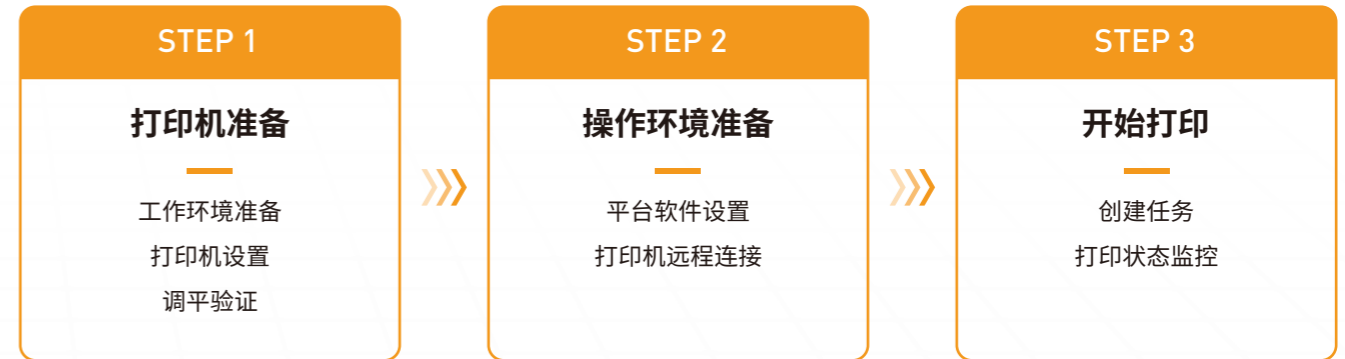 STEP 1
打印机准备
工作环境准备
打印机设置
调平验证
STEP 2
操作环境准备
平台软件设置
打印机远程连接
STEP 3
开始打印
创建任务
打印状态监控